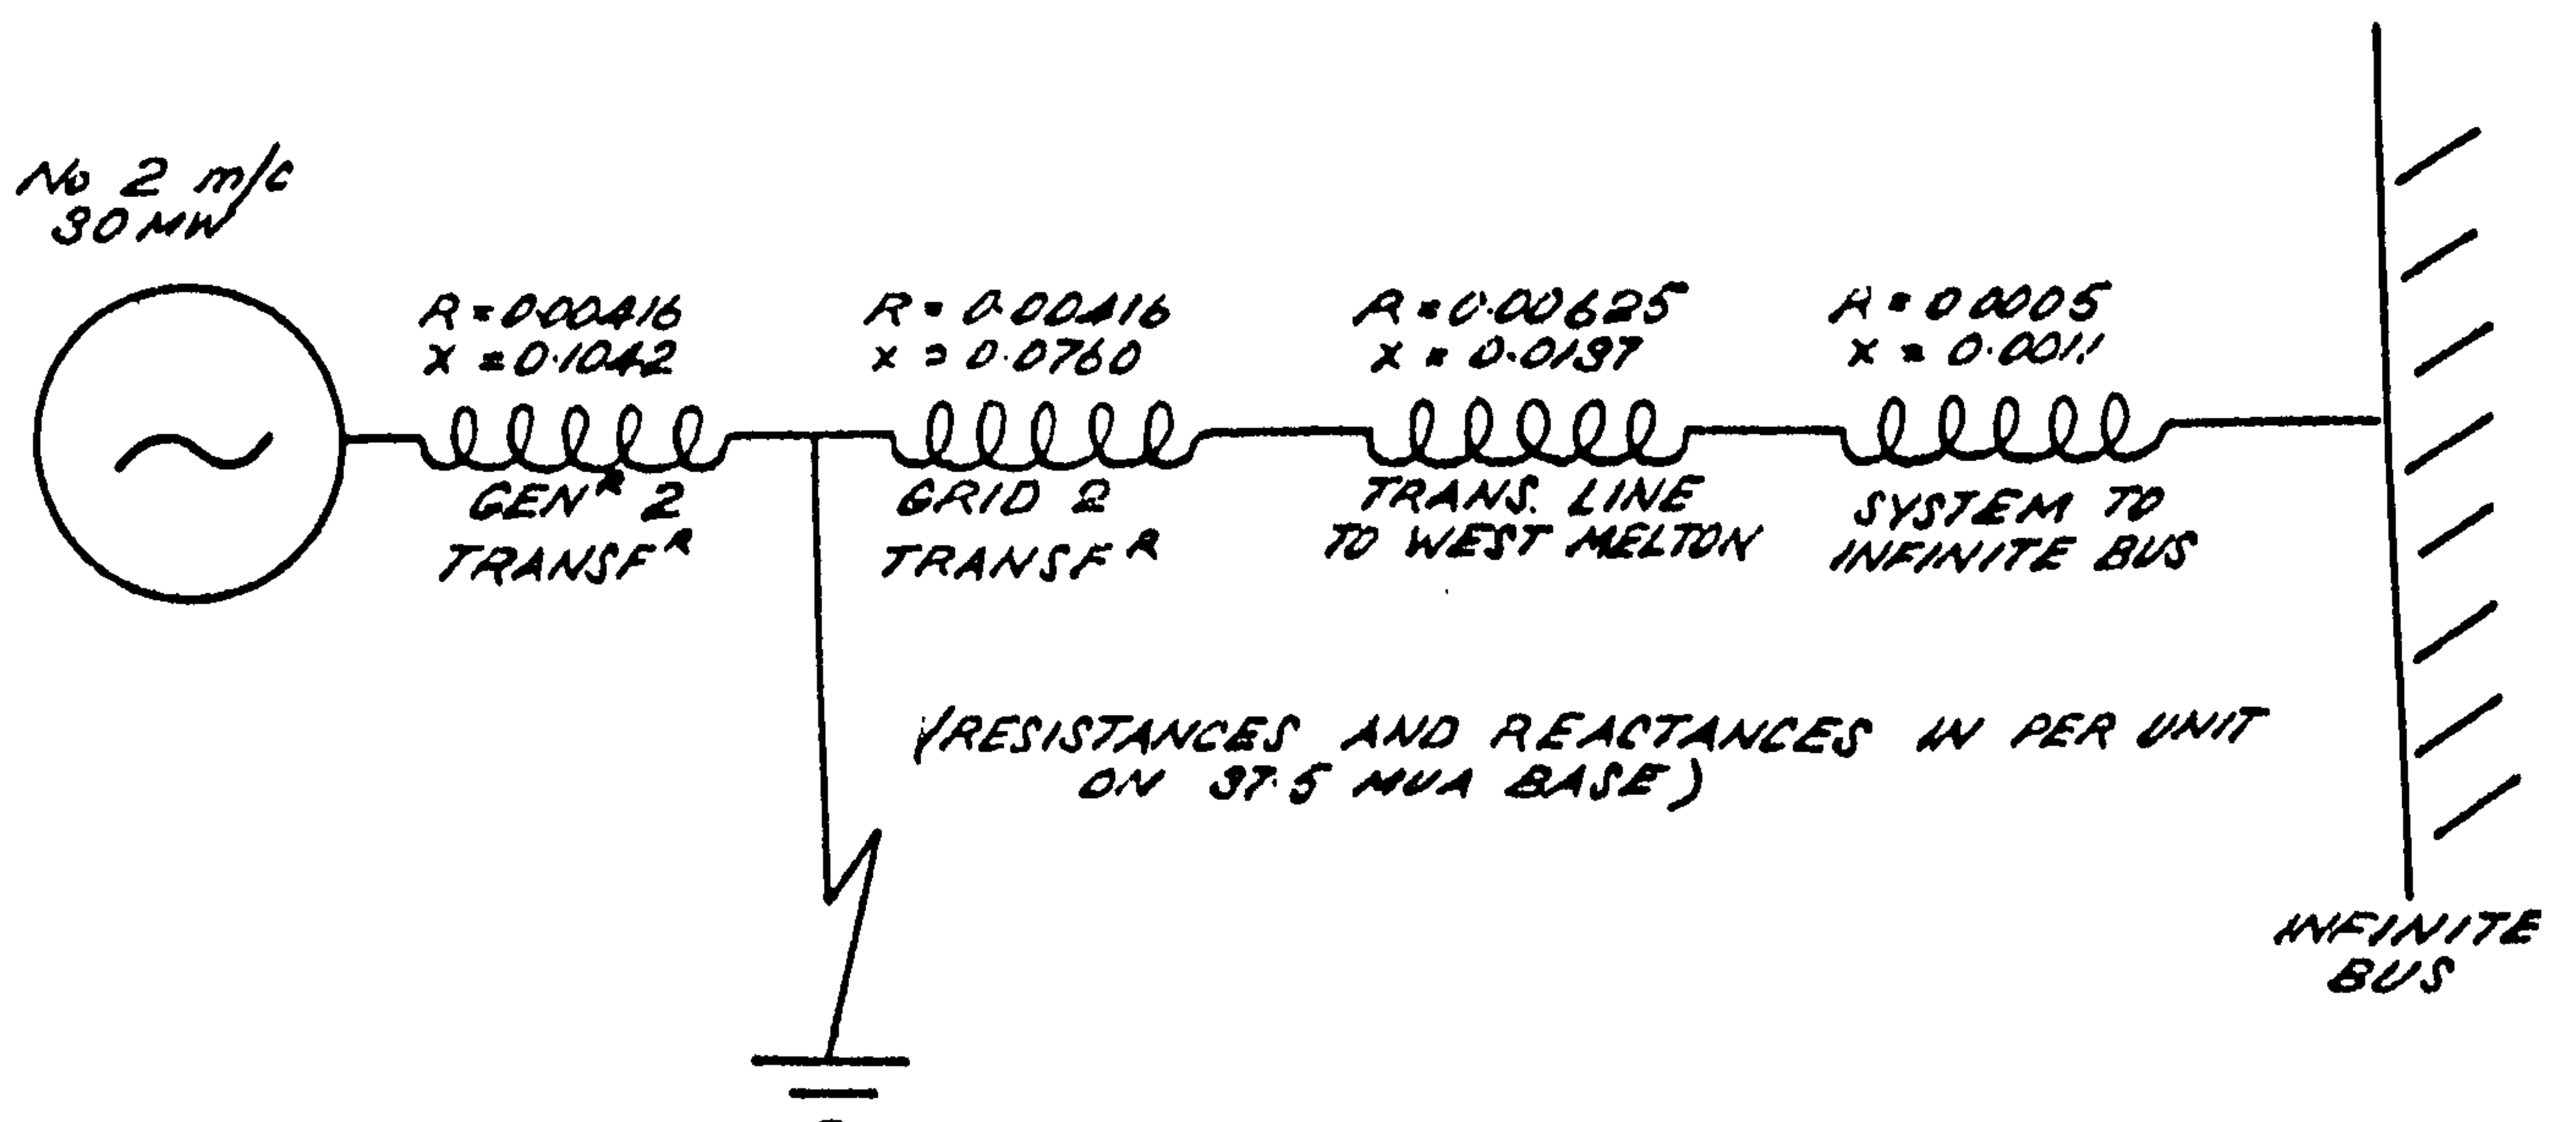 No 2 m/c
30 MW
R = 0.00416
X = 0.1042
R = 0.00416
X = 0.0760
R = 0.00625
X = 0.0137
R = 0.0005
X = 0.0011
GENᴿ 2
TRANSFᴿ
GRID 2
TRANSFᴿ
TRANS. LINE
TO WEST MELTON
SYSTEM TO
INFINITE BUS
(RESISTANCES AND REACTANCES IN PER UNIT
ON 37.5 MVA BASE)
INFINITE
BUS